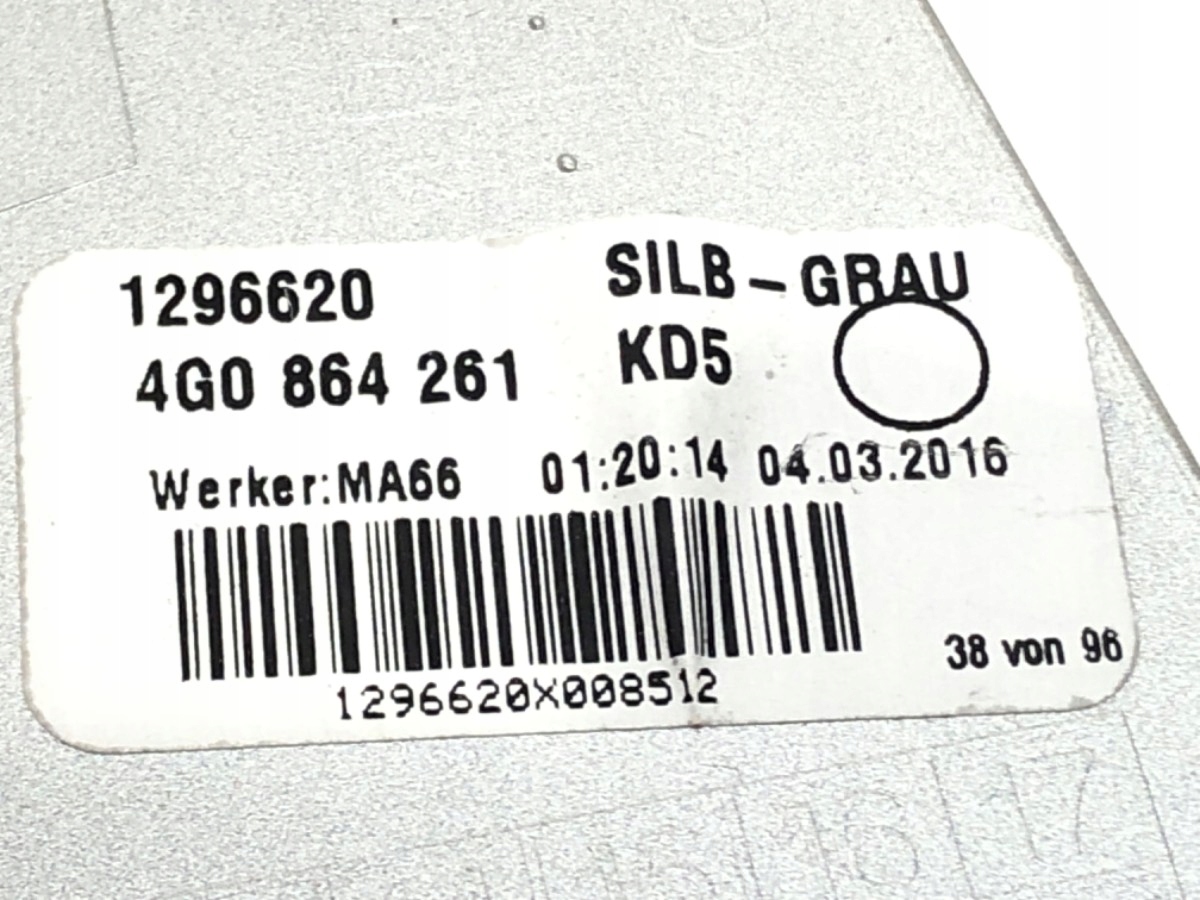 1296620 SILB-GRAU
4G0 864 261 KD5
Werker:MA66 01:20:14 04.03.2016
1296620X008512
38 von 96